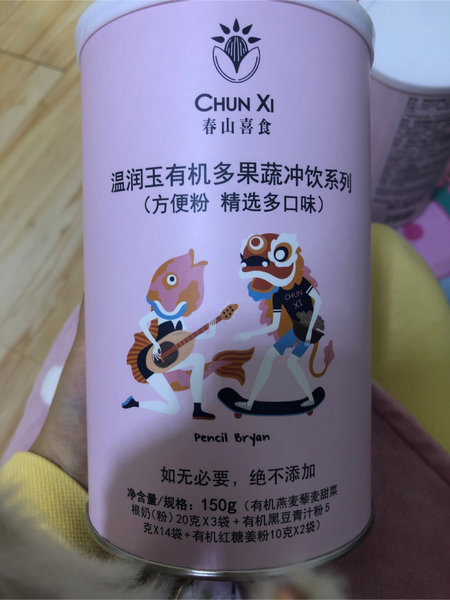 CHUN XI
春山喜食
温润玉有机多果蔬冲饮系列
（方便粉 精选多口味）
CHUN
XI
Pencil Bryan
如无必要，绝不添加
净含量/规格：150g（有机燕麦藜麦甜菜
根奶(粉) 20克X3袋+有机黑豆青汁粉5
克X14袋+有机红糖姜粉10克X2袋）